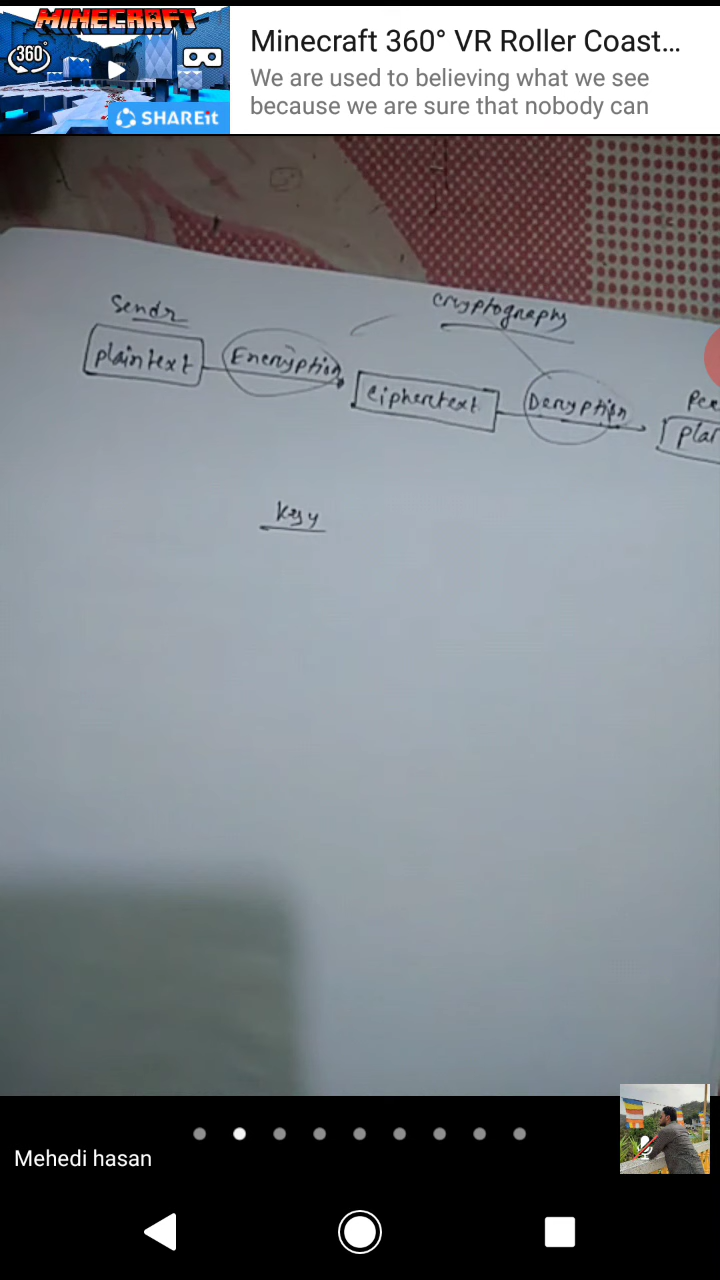 MINECRAFT
360°
SHAREit
Minecraft 360° VR Roller Coast...
We are used to believing what we see
because we are sure that nobody can
Cryptography
Sendr
plaintext
Encryption
Ciphertext
Decryption
plai
Key
Mehedi hasan